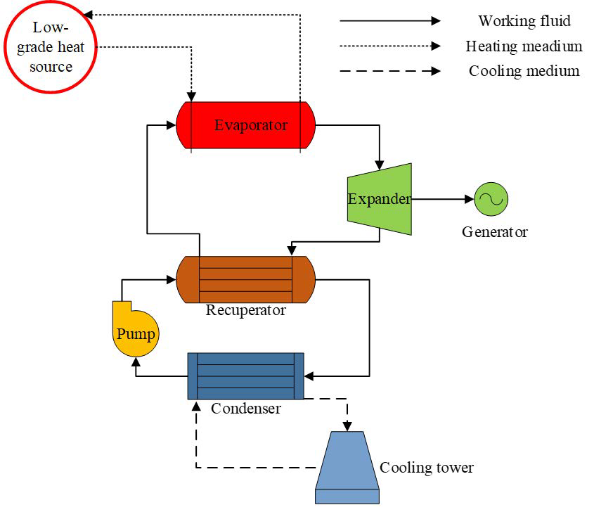 Low-
grade heat
source
Working fluid
Heating meadium
Cooling medium
Evaporator
Expander
Generator
Recuperator
Pump
Condenser
Cooling tower